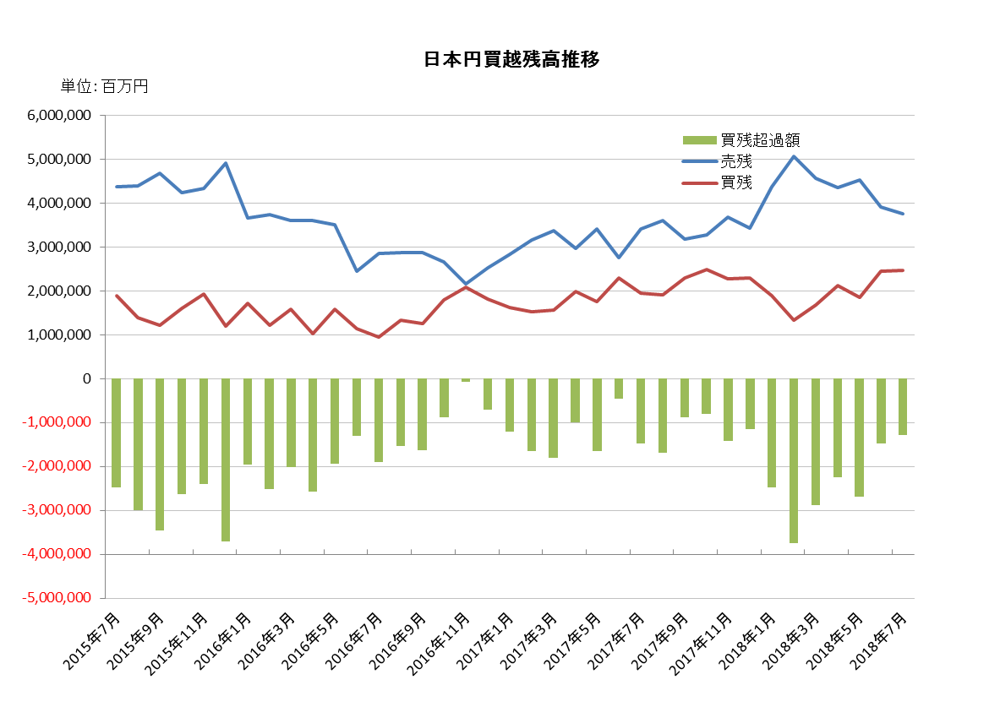 日本円買越残高推移
単位: 百万円
買残超過額
売残
買残
6,000,000
5,000,000
4,000,000
3,000,000
2,000,000
1,000,000
0
-1,000,000
-2,000,000
-3,000,000
-4,000,000
-5,000,000
2015年7月
2015年9月
2015年11月
2016年1月
2016年3月
2016年5月
2016年7月
2016年9月
2016年11月
2017年1月
2017年3月
2017年5月
2017年7月
2017年9月
2017年11月
2018年1月
2018年3月
2018年5月
2018年7月